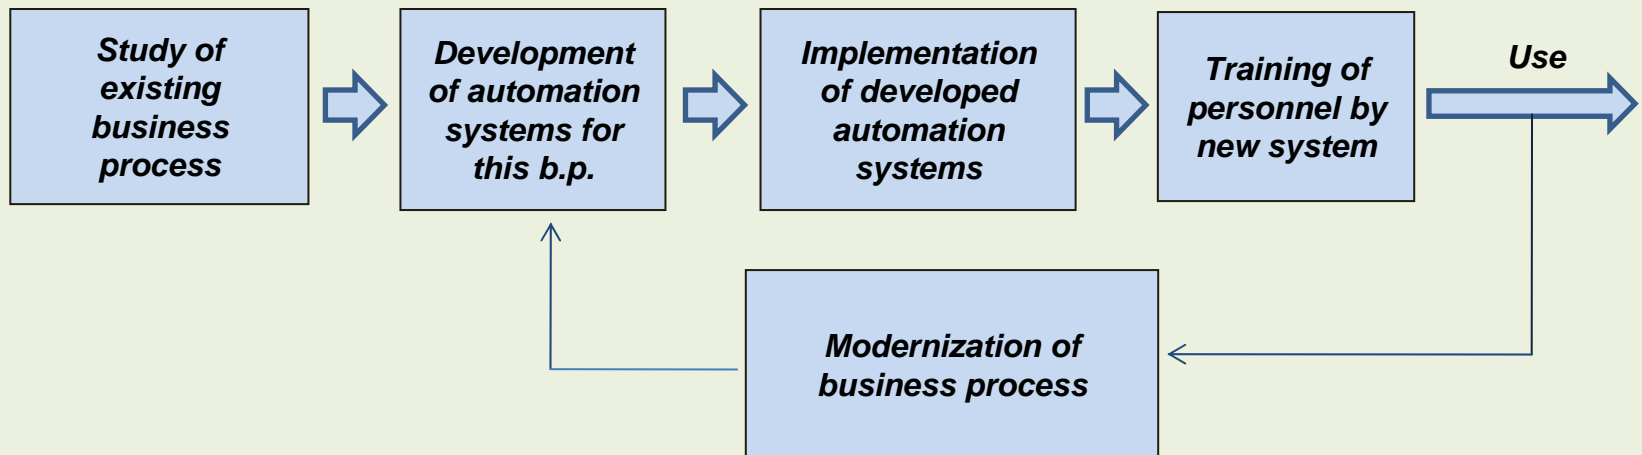 Study of
existing
business
process
Development
of automation
systems for
this b.p.
Implementation
of developed
automation
systems
Training of
personnel by
new system
Use
Modernization of
business process